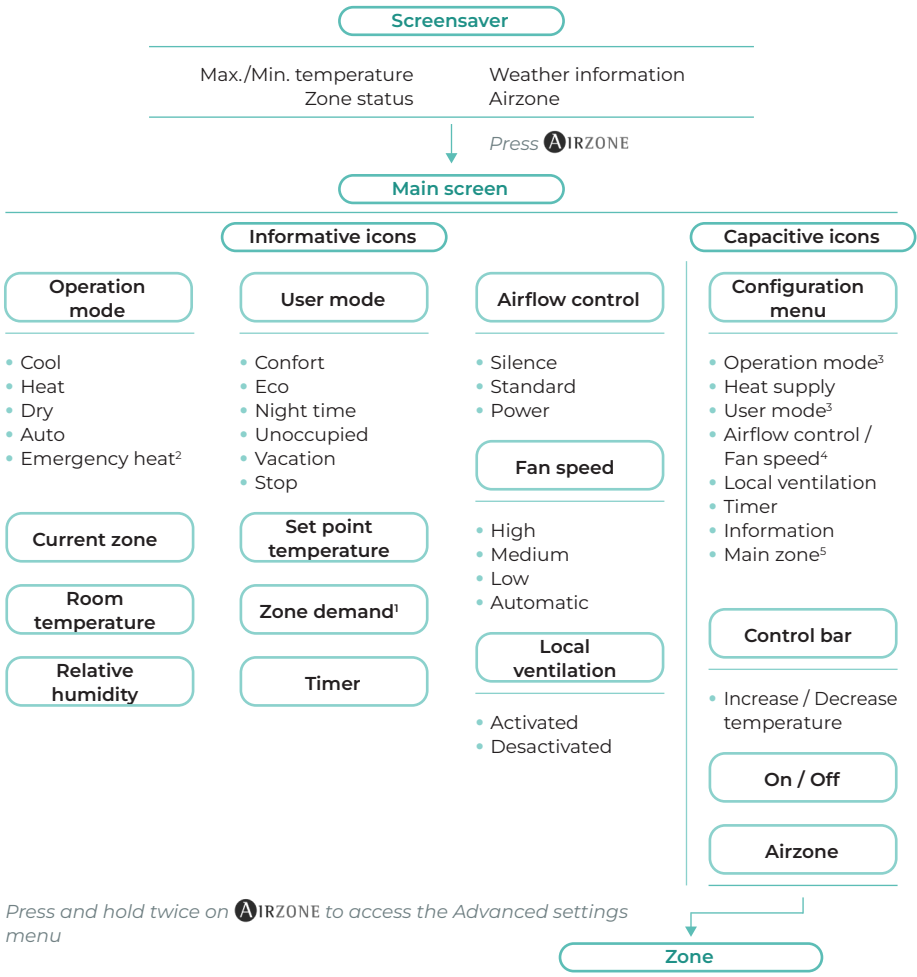 Screensaver
Max./Min. temperature
Zone status
Weather information
Airzone
Press AIRZONE
Main screen
Informative icons
Operation
mode
• Cool
• Heat
• Dry
• Auto
• Emergency heat²
Current zone
Room
temperature
Relative
humidity
User mode
• Confort
• Eco
• Night time
• Unoccupied
• Vacation
• Stop
Set point
temperature
Zone demand¹
Timer
Airflow control
• Silence
• Standard
• Power
Fan speed
• High
• Medium
• Low
• Automatic
Local
ventilation
• Activated
• Desactivated
Capacitive icons
Configuration
menu
• Operation mode³
• Heat supply
• User mode³
• Airflow control /
Fan speed⁴
• Local ventilation
• Timer
• Information
• Main zone⁵
Control bar
• Increase / Decrease
temperature
On / Off
Airzone
Press and hold twice on AIRZONE to access the Advanced settings
menu
Zone